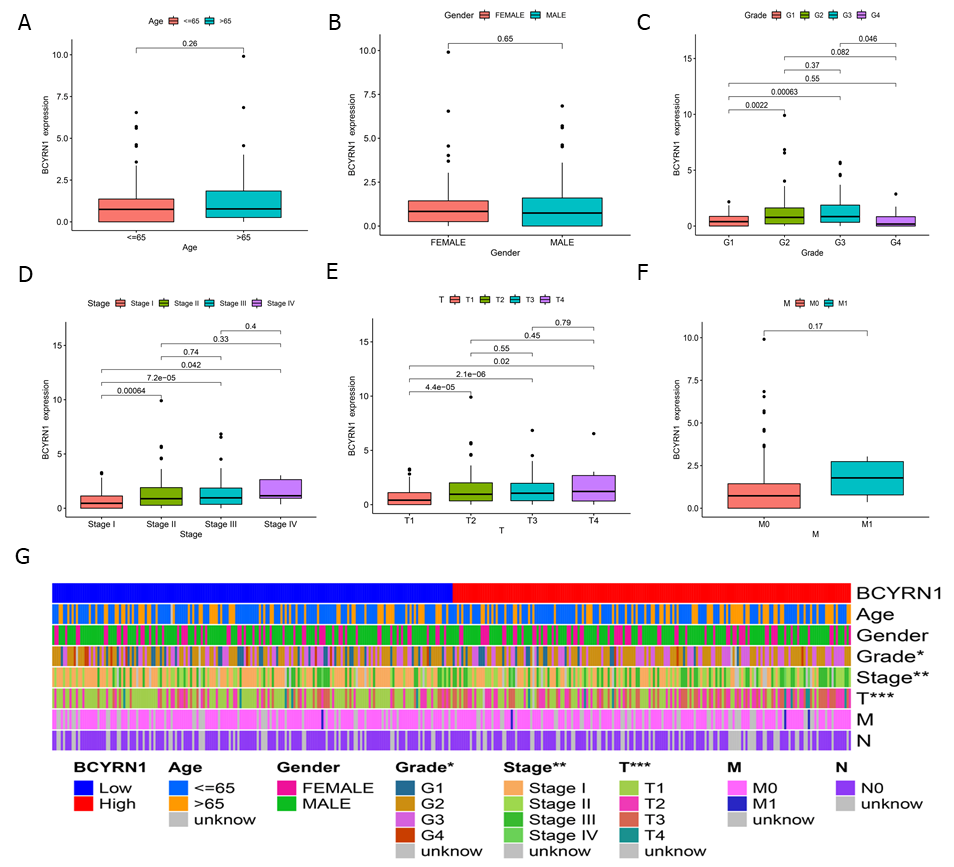 A
Age <=65 >65
0.26
10.0
7.5
5.0
2.5
0.0
BCYRN1 expression
<=65 >65
Age
B
Gender FEMALE MALE
0.65
10.0
7.5
5.0
2.5
0.0
BCYRN1 expression
FEMALE MALE
Gender
C
Grade G1 G2 G3 G4
0.046
0.082
0.37
0.55
0.00063
0.0022
15
10
5
0
BCYRN1 expression
G1 G2 G3 G4
Grade
D
Stage Stage I Stage II Stage III Stage IV
0.4
0.33
0.74
0.042
7.2e−05
0.00064
15
10
5
0
BCYRN1 expression
Stage I Stage II Stage III Stage IV
Stage
E
T T1 T2 T3 T4
0.79
0.45
0.55
0.02
2.1e−06
4.4e−05
15
10
5
0
BCYRN1 expression
T1 T2 T3 T4
T
F
M M0 M1
0.17
10.0
7.5
5.0
2.5
0.0
BCYRN1 expression
M0 M1
M
G
BCYRN1
Age
Gender
Grade*
Stage**
T***
M
N
BCYRN1 Age Gender Grade* Stage** T*** M N
Low <=65 FEMALE G1 Stage I T1 M0 N0
High >65 MALE G2 Stage II T2 M1 unknow
unknow G3 Stage III T3 unknow
G4 Stage IV T4
unknow unknow unknow